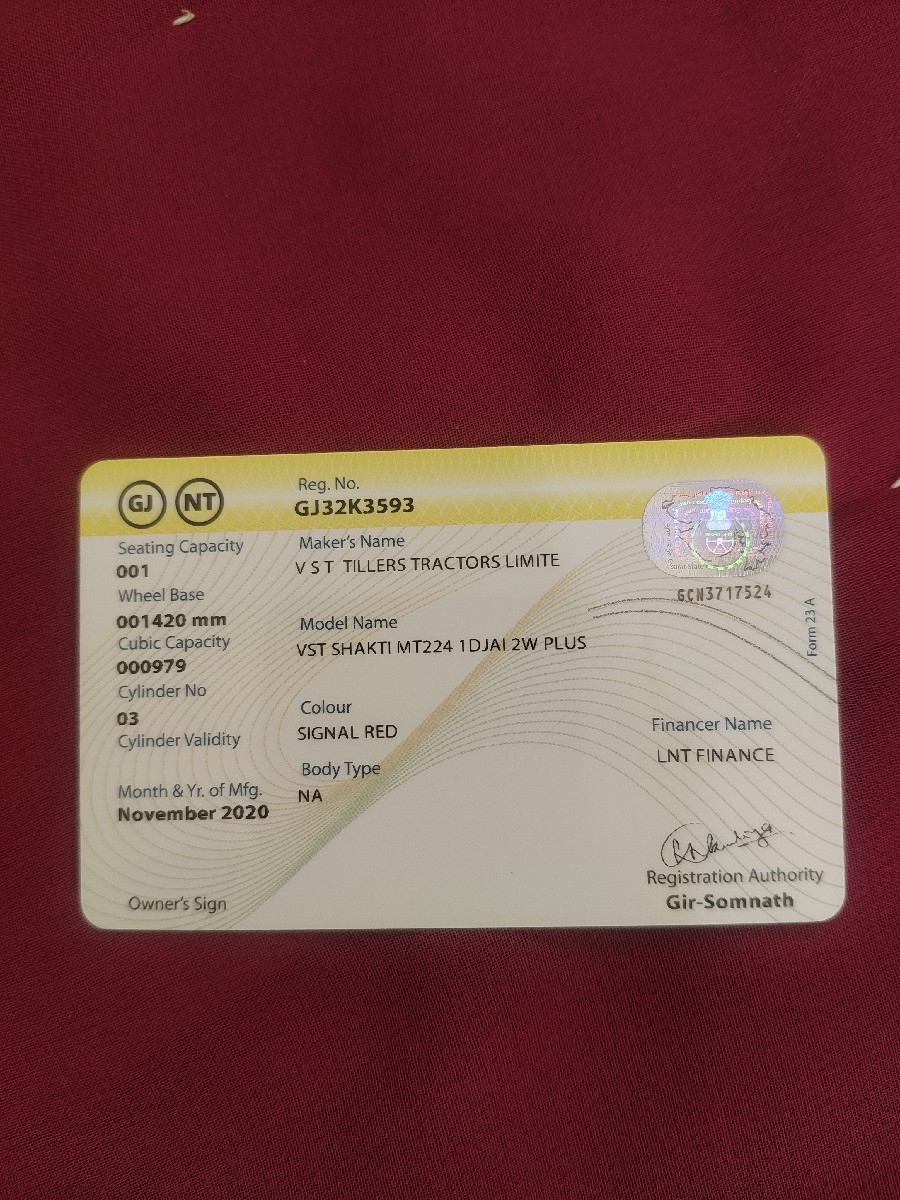 GJ NT
Reg. No.
GJ32K3593
Seating Capacity
001
Wheel Base
001420 mm
Cubic Capacity
000979
Cylinder No
03
Cylinder Validity
Month & Yr. of Mfg.
November 2020
Owner's Sign
Maker's Name
V S T TILLERS TRACTORS LIMITE
Model Name
VST SHAKTI MT224 1DJAI 2W PLUS
Colour
SIGNAL RED
Body Type
NA
GCN3717524
Form 23 A
Financer Name
LNT FINANCE
Registration Authority
Gir-Somnath